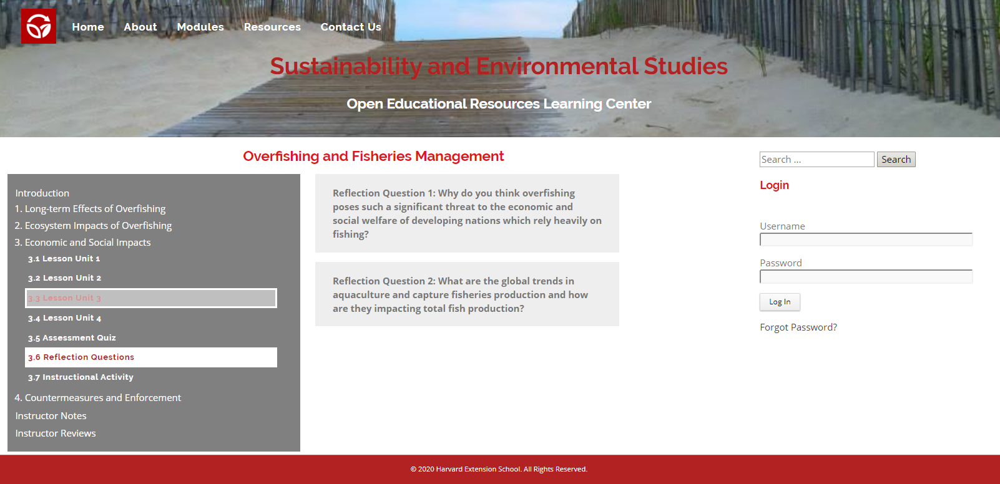 Home About Modules Resources Contact Us
Sustainability and Environmental Studies
Open Educational Resources Learning Center
Overfishing and Fisheries Management
Introduction
1. Long-term Effects of Overfishing
2. Ecosystem Impacts of Overfishing
3. Economic and Social Impacts
3.1 Lesson Unit 1
3.2 Lesson Unit 2
3.3 Lesson Unit 3
3.4 Lesson Unit 4
3.5 Assessment Quiz
3.6 Reflection Questions
3.7 Instructional Activity
4. Countermeasures and Enforcement
Instructor Notes
Instructor Reviews
Reflection Question 1: Why do you think overfishing
poses such a significant threat to the economic and
social welfare of developing nations which rely heavily on
fishing?
Reflection Question 2: What are the global trends in
aquaculture and capture fisheries production and how
are they impacting total fish production?
Search ... Search
Login
Username
Password
Log In
Forgot Password?
© 2020 Harvard Extension School. All Rights Reserved.